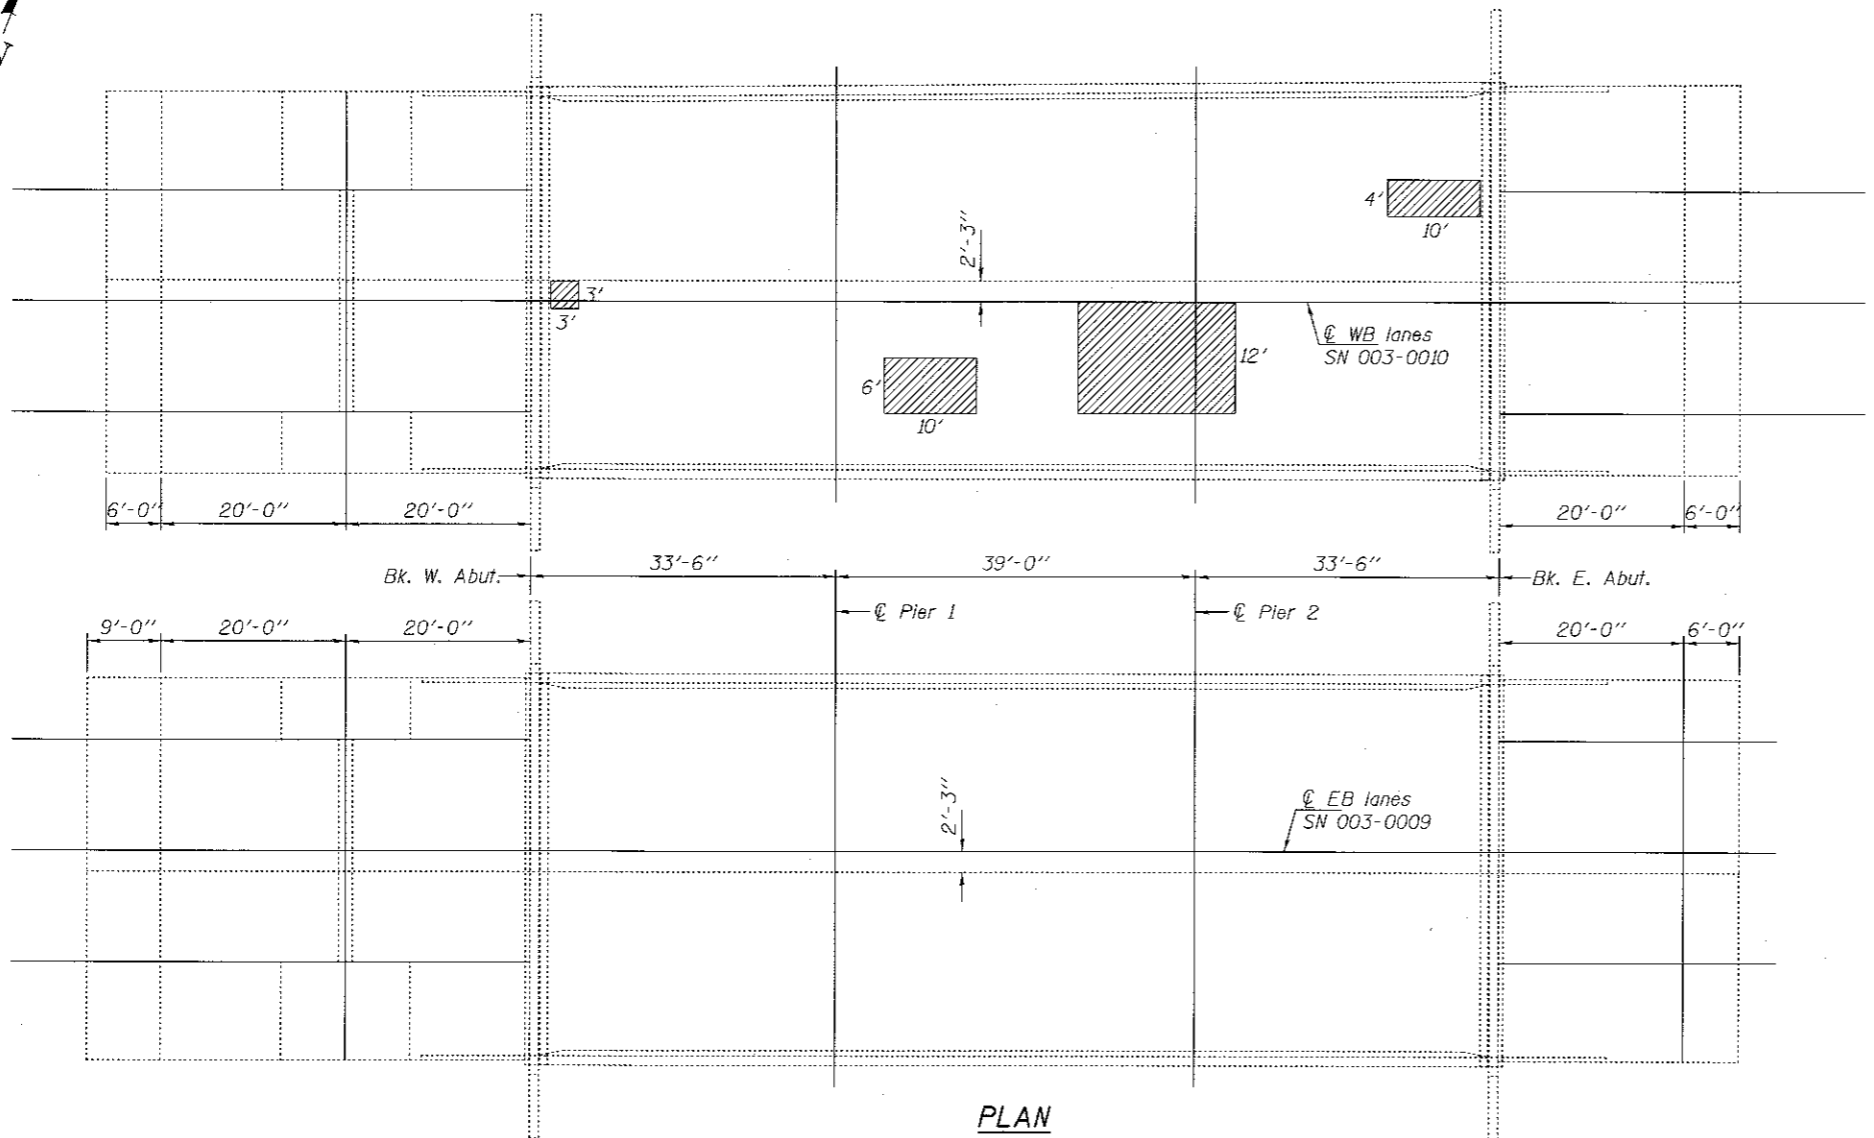 N
2'-3"
4'
10'
3'
3'
℄ WB lanes
SN 003-0010
12'
6'
10'
6'-0" 20'-0" 20'-0" 20'-0" 6'-0"
Bk. W. Abut. 33'-6" 39'-0" 33'-6" Bk. E. Abut.
℄ Pier 1 ℄ Pier 2
9'-0" 20'-0" 20'-0" 20'-0" 6'-0"
2'-3"
℄ EB lanes
SN 003-0009
PLAN